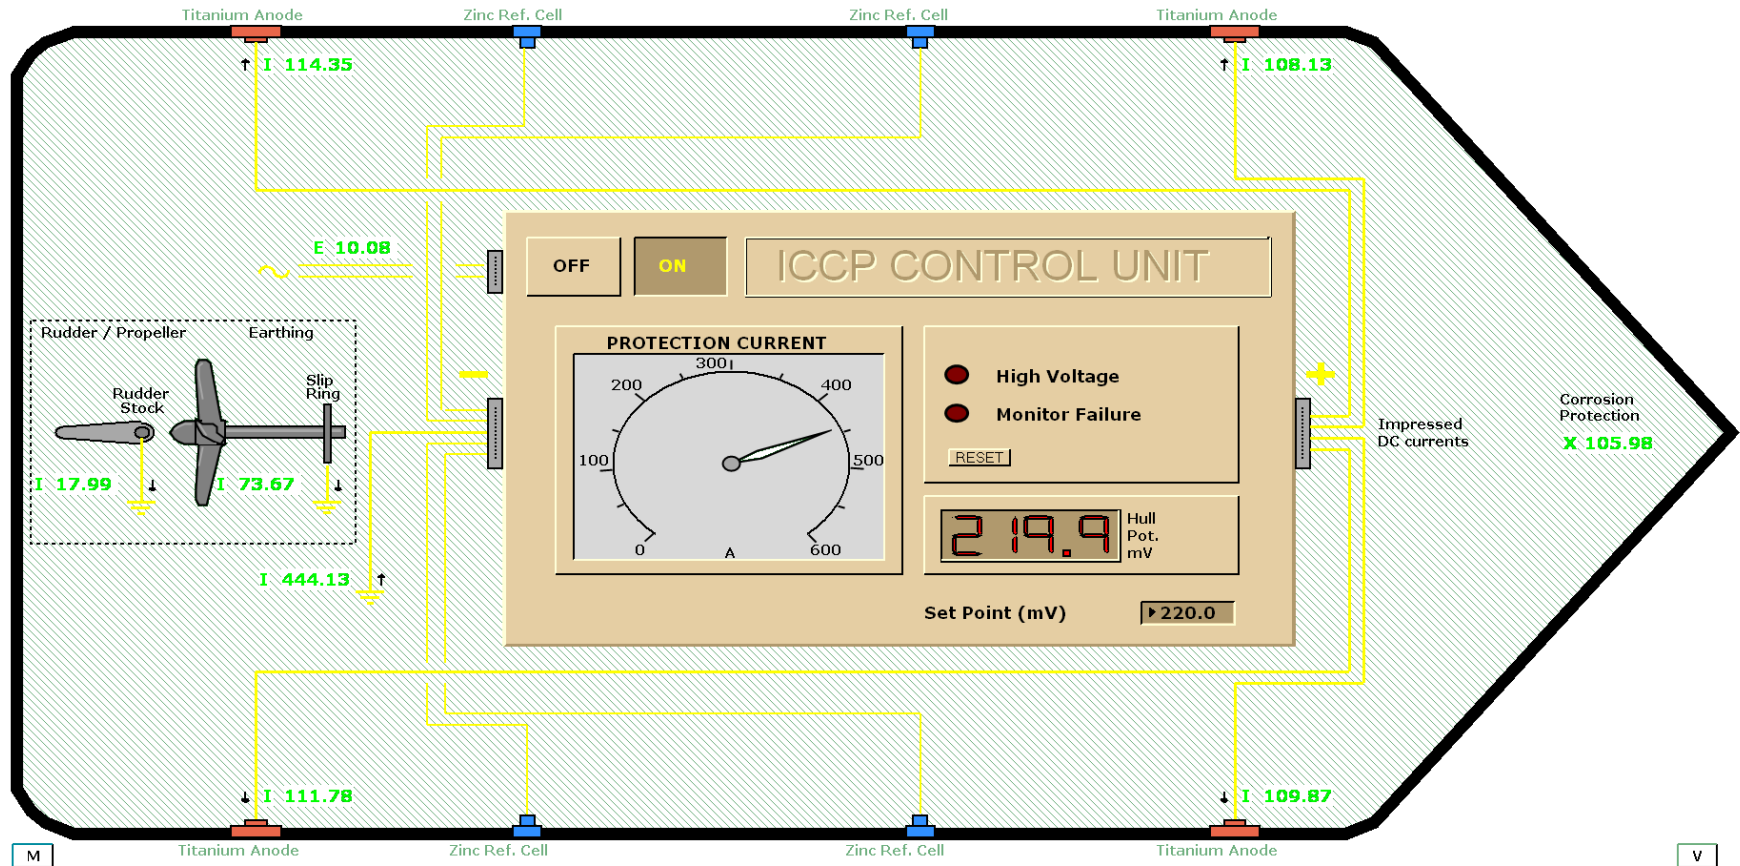 Titanium Anode
Zinc Ref. Cell
Zinc Ref. Cell
Titanium Anode
I 114.35
I 108.13
E 10.08
OFF
ON
ICCP CONTROL UNIT
Rudder / Propeller
Earthing
PROTECTION CURRENT
0
100
200
300
400
500
600
A
High Voltage
Monitor Failure
RESET
Slip
Ring
Rudder
Stock
I 17.99
I 73.67
I 444.13
Impressed
DC currents
Corrosion
Protection
X 105.98
219.9
Hull
Pot.
mV
Set Point (mV)
220.0
I 111.78
I 109.87
Titanium Anode
Zinc Ref. Cell
Zinc Ref. Cell
Titanium Anode
M
V